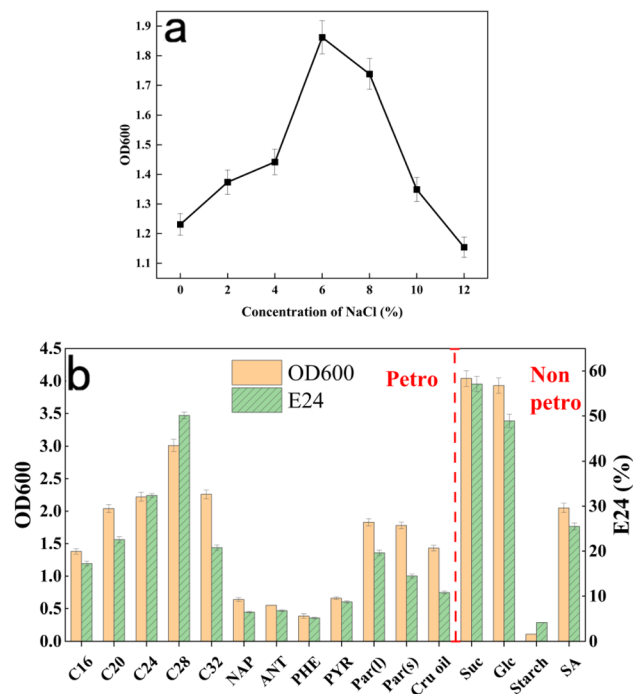 a
1.9
1.8
1.7
1.6
1.5
1.4
1.3
1.2
1.1
OD600
0 2 4 6 8 10 12
Concentration of NaCl (%)
b
4.5
4.0
3.5
3.0
2.5
2.0
1.5
1.0
0.5
0.0
OD600
OD600
E24
Petro
Non
petro
60
50
40
30
20
10
0
E24 (%)
C16 C20 C24 C28 C32 NAP ANT PHE PYR Par(l) Par(s) Cru oil Suc Glc Starch SA